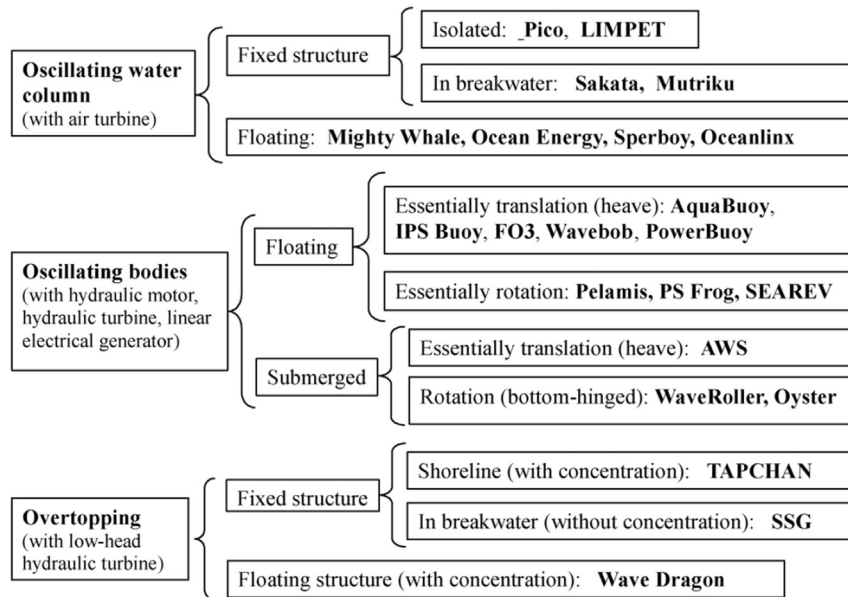 Oscillating water
column
(with air turbine)
Fixed structure
Isolated: _Pico, LIMPET
In breakwater: Sakata, Mutriku
Floating: Mighty Whale, Ocean Energy, Sperboy, Oceanlinx
Oscillating bodies
(with hydraulic motor,
hydraulic turbine, linear
electrical generator)
Floating
Essentially translation (heave): AquaBuoy,
IPS Buoy, FO3, Wavebob, PowerBuoy
Essentially rotation: Pelamis, PS Frog, SEAREV
Submerged
Essentially translation (heave): AWS
Rotation (bottom-hinged): WaveRoller, Oyster
Overtopping
(with low-head
hydraulic turbine)
Fixed structure
Shoreline (with concentration): TAPCHAN
In breakwater (without concentration): SSG
Floating structure (with concentration): Wave Dragon